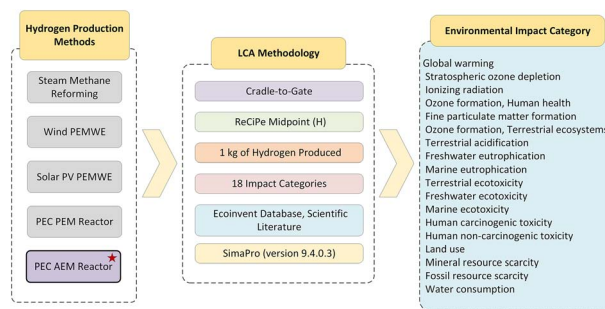 Hydrogen Production
Methods
Steam Methane
Reforming
Wind PEMWE
Solar PV PEMWE
PEC PEM Reactor
PEC AEM Reactor
LCA Methodology
Cradle-to-Gate
ReCiPe Midpoint (H)
1 kg of Hydrogen Produced
18 Impact Categories
Ecoinvent Database, Scientific
Literature
SimaPro (version 9.4.0.3)
Environmental Impact Category
Global warming
Stratospheric ozone depletion
Ionizing radiation
Ozone formation, Human health
Fine particulate matter formation
Ozone formation, Terrestrial ecosystems
Terrestrial acidification
Freshwater eutrophication
Marine eutrophication
Terrestrial ecotoxicity
Freshwater ecotoxicity
Marine ecotoxicity
Human carcinogenic toxicity
Human non-carcinogenic toxicity
Land use
Mineral resource scarcity
Fossil resource scarcity
Water consumption